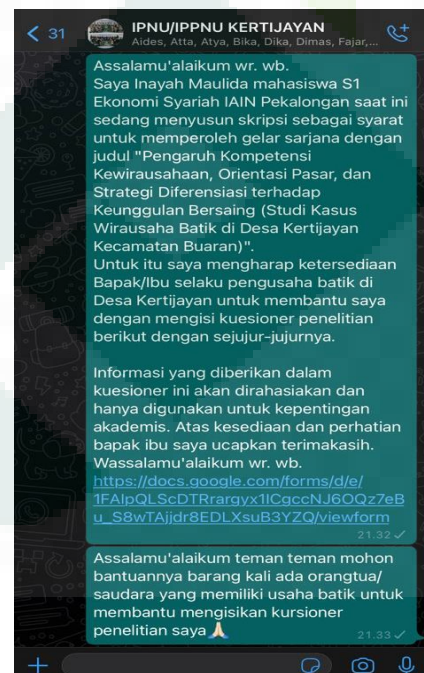 31
IPNU/IPPNU KERTIJAYAN
Aides, Atta, Atya, Bika, Dika, Dimas, Fajar,...
Assalamu'alaikum wr. wb.
Saya Inayah Maulida mahasiswa S1
Ekonomi Syariah IAIN Pekalongan saat ini
sedang menyusun skripsi sebagai syarat
untuk memperoleh gelar sarjana dengan
judul "Pengaruh Kompetensi
Kewirausahaan, Orientasi Pasar, dan
Strategi Diferensiasi terhadap
Keunggulan Bersaing (Studi Kasus
Wirausaha Batik di Desa Kertijayan
Kecamatan Buaran)".
Untuk itu saya mengharap ketersediaan
Bapak/Ibu selaku pengusaha batik di
Desa Kertijayan untuk membantu saya
dengan mengisi kuesioner penelitian
berikut dengan sejujur-jujurnya.
Informasi yang diberikan dalam
kuesioner ini akan dirahasiakan dan
hanya digunakan untuk kepentingan
akademis. Atas kesediaan dan perhatian
bapak ibu saya ucapkan terimakasih.
Wassalamu'alaikum wr. wb.
https://docs.google.com/forms/d/e/
1FAIpQLScDTRrargyx1lCgccNJ6OQz7eB
u_S8wTAjjdr8EDLXsuB3YZQ/viewform
21.32
Assalamu'alaikum teman teman mohon
bantuannya barang kali ada orangtua/
saudara yang memiliki usaha batik untuk
membantu mengisikan kursioner
penelitian saya 🙏🏻
21.33